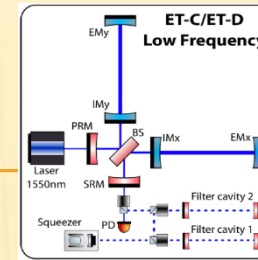 ET-C/ET-D
Low Frequency
EMy
IMy
PRM
BS
IMx
EMx
Laser
1550nm
SRM
Filter cavity 2
Squeezer
PD
Filter cavity 1